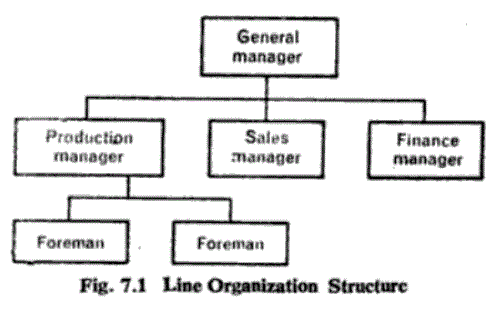 General
manager
Production
manager
Sales
manager
Finance
manager
Foreman
Foreman
Fig. 7.1 Line Organization Structure